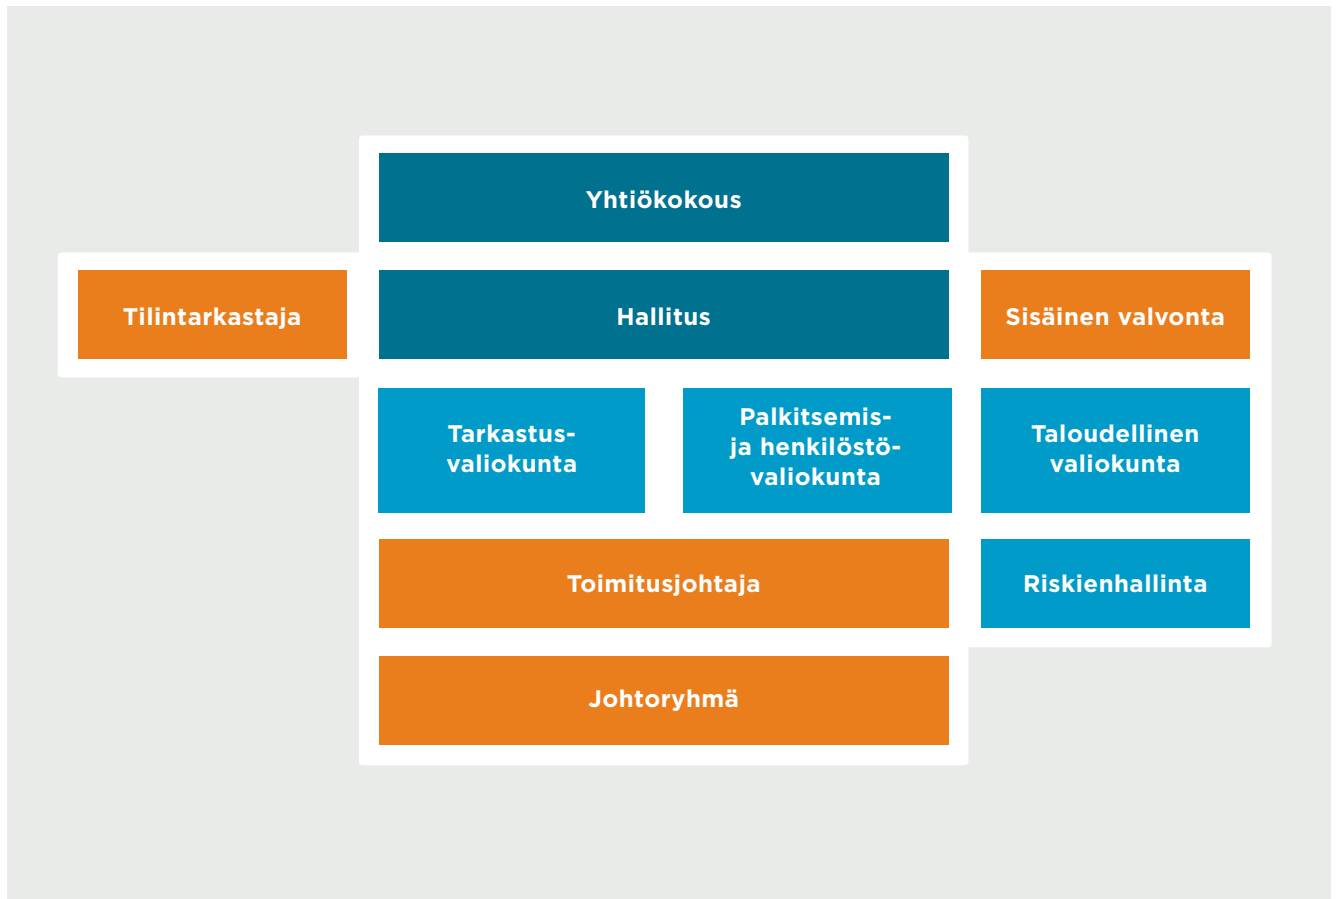 Yhtiökokous
Tilintarkastaja
Hallitus
Sisäinen valvonta
Tarkastus-
valiokunta
Palkitsemis-
ja henkilöstö-
valiokunta
Taloudellinen
valiokunta
Toimitusjohtaja
Riskienhallinta
Johtoryhmä